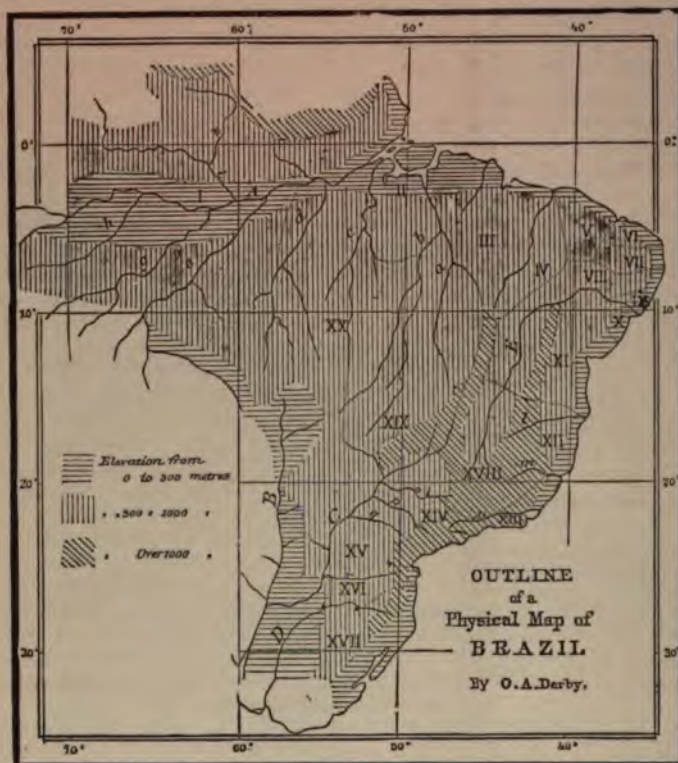 70° 60° 50° 40°
0° 0°
10° 10°
20° 20°
30° 30°
70° 60° 50° 40°
A
I
II
III
IV
V
VI
VII
VIII
X
XI
XII
XIII
XIV
XV
XVI
XVII
XVIII
XIX
XX
B
C
D
E
a
b
c
d
e
g
h
i
m
Elevation from
0 to 300 metres
" " 300 " 1000 "
" Over 1000 "
OUTLINE
of a
Physical Map of
BRAZIL
By O. A. Derby.